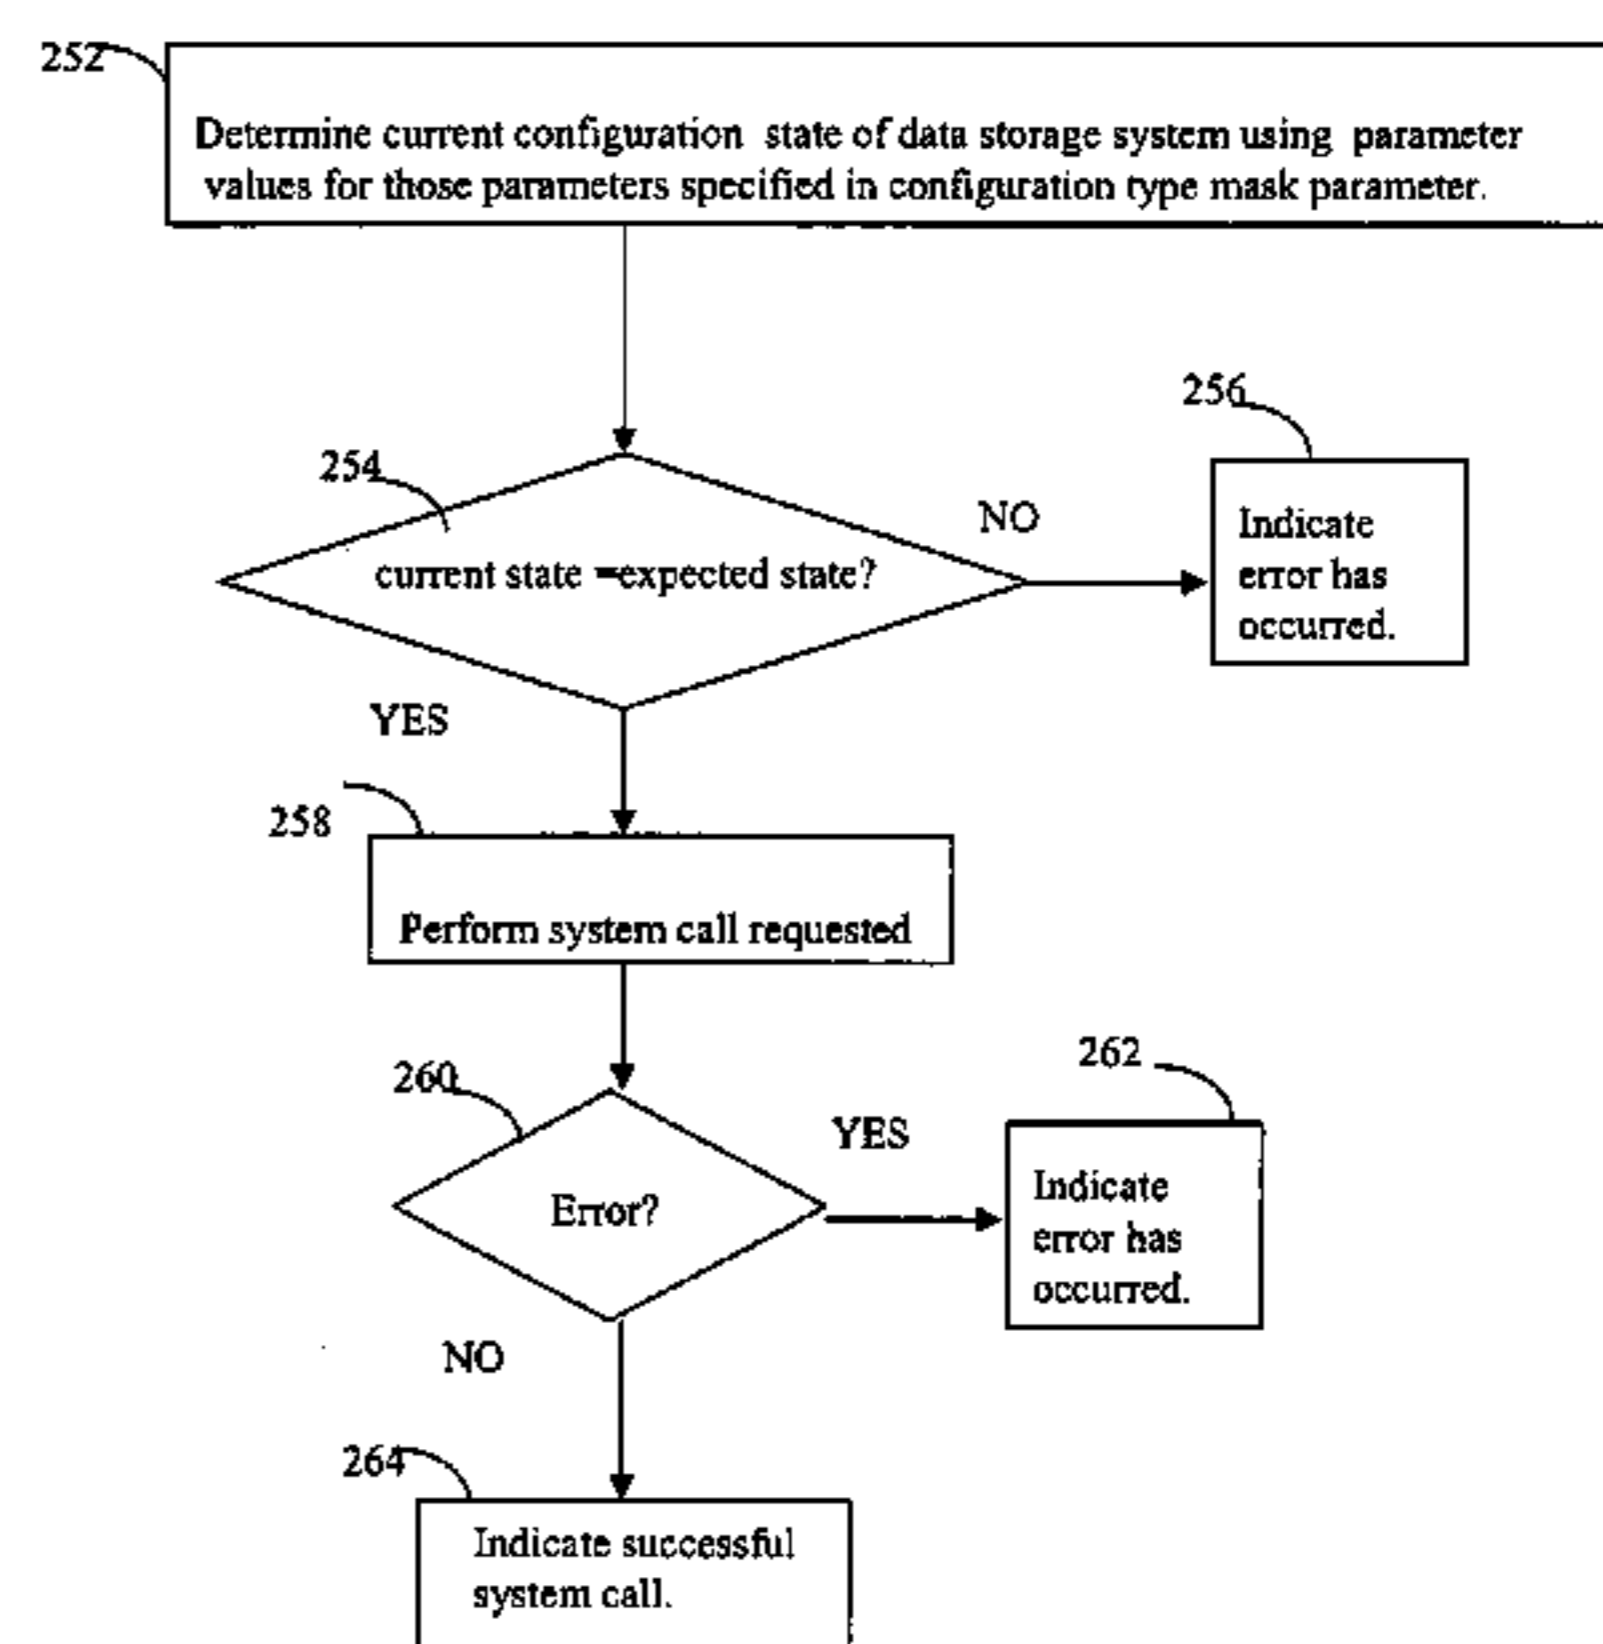 252
Determine current configuration state of data storage system using parameter
values for those parameters specified in configuration type mask parameter.
254
current state =expected state?
NO
256
Indicate
error has
occurred.
YES
258
Perform system call requested
260
Error?
YES
262
Indicate
error has
occurred.
NO
264
Indicate successful
system call.